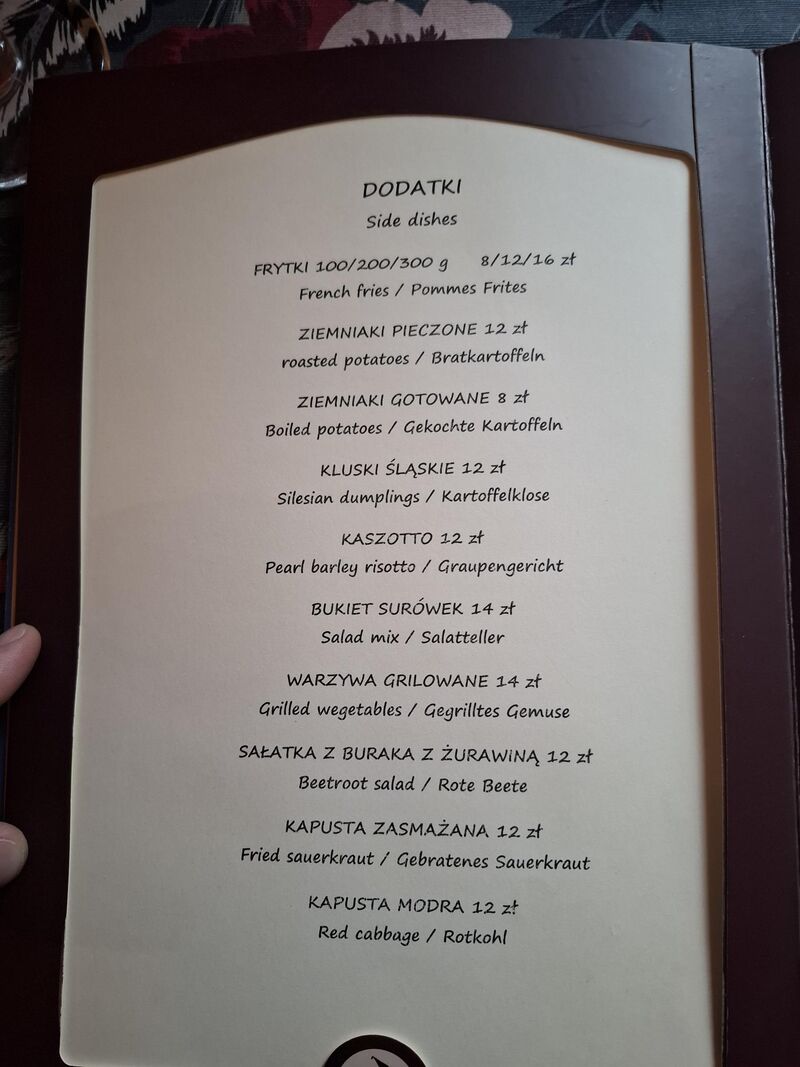 DODATKI
Side dishes
FRYTKI 100/200/300 g 8/12/16 zł
French fries / Pommes Frites
ZIEMNIAKI PIECZONE 12 zł
roasted potatoes / Bratkartoffeln
ZIEMNIAKI GOTOWANE 8 zł
Boiled potatoes / Gekochte Kartoffeln
KLUSKI ŚLĄSKIE 12 zł
Silesian dumplings / Kartoffelklose
KASZOTTO 12 zł
Pearl barley risotto / Graupengericht
BUKIET SURÓWEK 14 zł
Salad mix / Salatteller
WARZYWA GRILOWANE 14 zł
Grilled wegetables / Gegrilltes Gemuse
SAŁATKA Z BURAKA Z ŻURAWiNĄ 12 zł
Beetroot salad / Rote Beete
KAPUSTA ZASMAŻANA 12 zł
Fried sauerkraut / Gebratenes Sauerkraut
KAPUSTA MODRA 12 zł
Red cabbage / Rotkohl